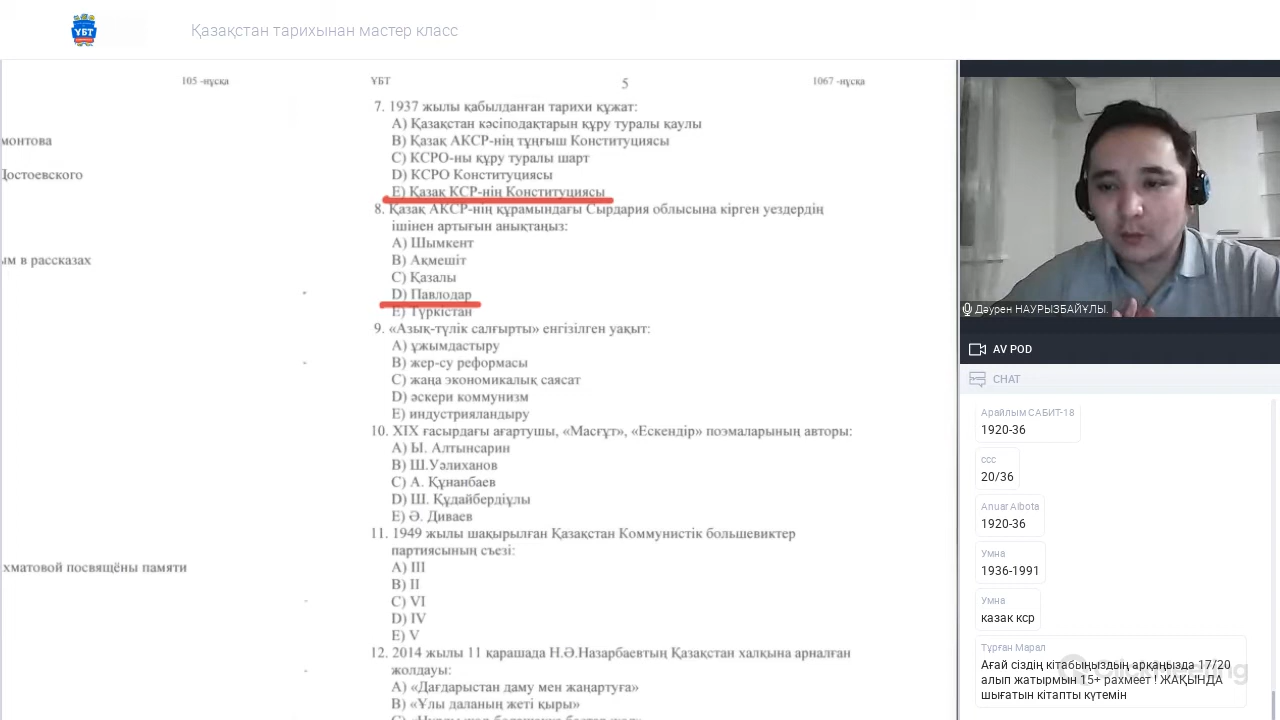 ҰБТ
Қазақстан тарихынан мастер класс
105 -нұсқа
монтова
Достоевского
ым в рассказах
хматовой посвящёны памяти
ҰБТ
5
1067 -нұсқа
7. 1937 жылы қабылданған тарихи құжат:
A) Қазақстан кәсіподақтарын құру туралы қаулы
B) Қазақ АКСР-нің тұңғыш Конституциясы
C) КСРО-ны құру туралы шарт
D) КСРО Конституциясы
E) Қазақ КСР-нің Конституциясы
8. Қазақ АКСР-нің құрамындағы Сырдария облысына кірген уездердің
ішінен артығын анықтаңыз:
A) Шымкент
B) Ақмешіт
C) Қазалы
D) Павлодар
E) Түркістан
9. «Азық-түлік салғырты» енгізілген уақыт:
A) ұжымдастыру
B) жер-су реформасы
C) жаңа экономикалық саясат
D) әскери коммунизм
E) индустрияландыру
10. XIX ғасырдағы ағартушы, «Масғұт», «Ескендір» поэмаларының авторы:
A) Ы. Алтынсарин
B) Ш.Уәлиханов
C) А. Құнанбаев
D) Ш. Құдайбердіұлы
E) Ә. Диваев
11. 1949 жылы шақырылған Қазақстан Коммунистік большевиктер
партиясының съезі:
A) III
B) II
C) VI
D) IV
E) V
12. 2014 жылы 11 қарашада Н.Ә.Назарбаевтың Қазақстан халқына арналған
жолдауы:
A) «Дағдарыстан даму мен жаңартуға»
B) «Ұлы даланың жеті қыры»
Дәурен НАУРЫЗБАЙҰЛЫ.
AV POD
CHAT
Арайлым САБИТ-18
1920-36
ссс
20/36
Anuar Aibota
1920-36
Умна
1936-1991
Умна
казак кср
Тұрған Марал
Ағай сіздің кітабыңыздың арқаңызда 17/20
алып жатырмын 15+ рахмет ! ЖАҚЫНДА
шығатын кітапты күтемін